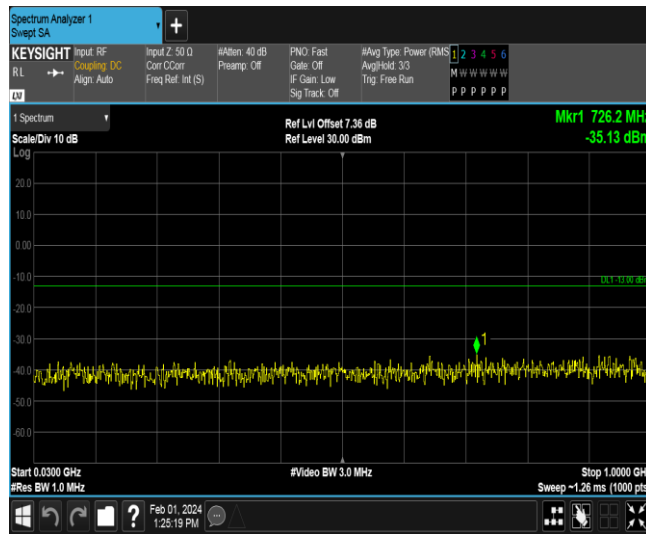 Spectrum Analyzer 1
Swept SA
+
KEYSIGHT
RL
LXI
Input: RF
Coupling: DC
Align: Auto
Input Z: 50 Ω
Corr CCorr
Freq Ref: Int (S)
#Atten: 40 dB
Preamp: Off
PNO: Fast
Gate: Off
IF Gain: Low
Sig Track: Off
#Avg Type: Power (RMS
Avg|Hold: 3/3
Trig: Free Run
1 2 3 4 5 6
M W W W W W
P P P P P P
1 Spectrum
Scale/Div 10 dB
Log
Ref Lvl Offset 7.36 dB
Ref Level 30.00 dBm
Mkr1 726.2 MHz
-35.13 dBm
20.0
10.0
0.00
-10.0
-20.0
-30.0
-40.0
-50.0
-60.0
DL1 -13.00 dBm
1
Start 0.0300 GHz
#Res BW 1.0 MHz
#Video BW 3.0 MHz
Stop 1.0000 GHz
Sweep ~1.26 ms (1000 pts)
?
Feb 01, 2024
1:25:19 PM